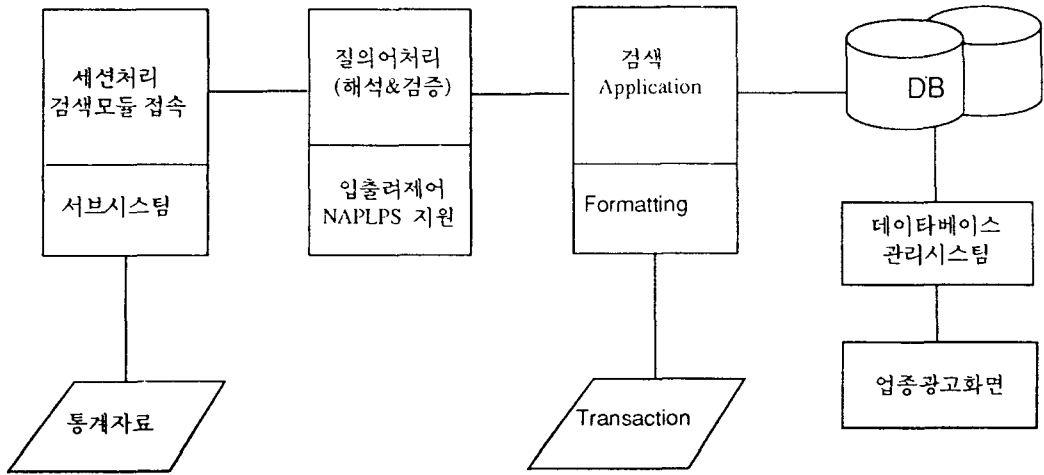 세션처리
검색모듈 접속
서브시스팀
질의어처리
(해석&검증)
입출러제어
NAPLPS 지원
검색
Application
Formatting
DB
데이타베이스
관리시스팀
업종광고화면
통계자료
Transaction